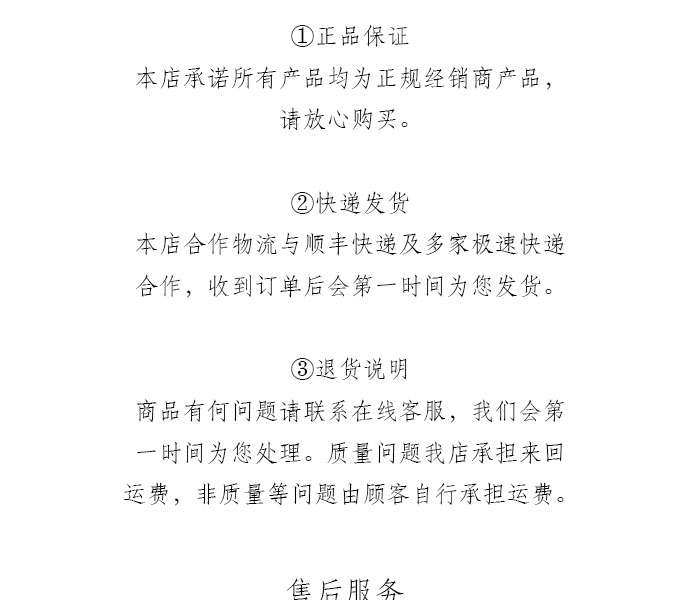 ①正品保证
本店承诺所有产品均为正规经销商产品，
请放心购买。
②快递发货
本店合作物流与顺丰快递及多家极速快递
合作，收到订单后会第一时间为您发货。
③退货说明
商品有何问题请联系在线客服，我们会第
一时间为您处理。质量问题我店承担来回
运费，非质量等问题由顾客自行承担运费。
售后服务